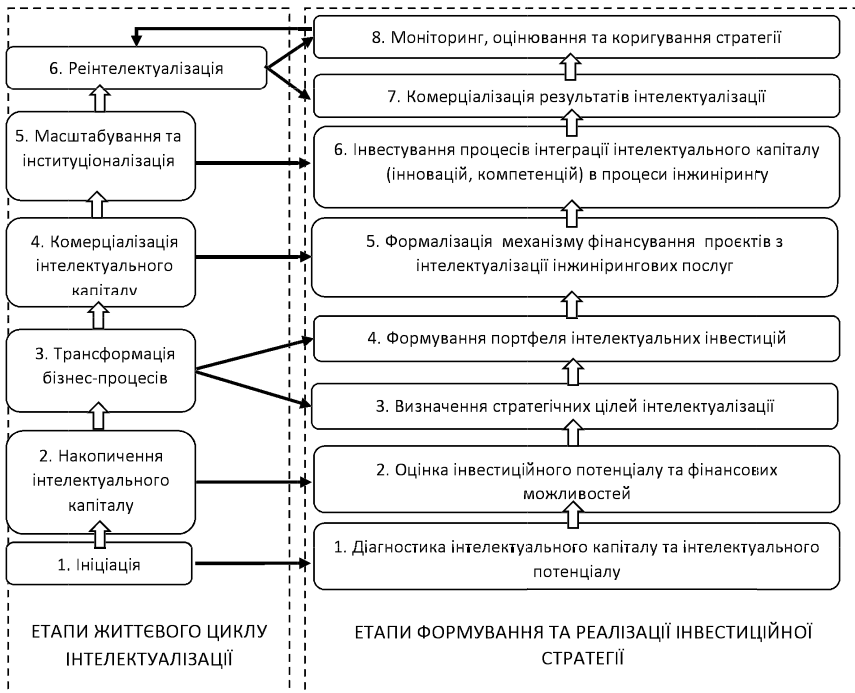 8. Моніторинг, оцінювання та коригування стратегії
6. Реінтелектуалізація
7. Комерціалізація результатів інтелектуалізації
5. Масштабування та
інституціоналізація
6. Інвестування процесів інтеграції інтелектуального капіталу
(інновацій, компетенцій) в процеси інжинірингу
4. Комерціалізація
інтелектуального
капіталу
5. Формалізація механізму фінансування проєктів з
інтелектуалізації інжинірингових послуг
3. Трансформація
бізнес-процесів
4. Формування портфеля інтелектуальних інвестицій
3. Визначення стратегічних цілей інтелектуалізації
2. Накопичення
інтелектуального
капіталу
2. Оцінка інвестиційного потенціалу та фінансових
можливостей
1. Ініціація
1. Діагностика інтелектуального капіталу та інтелектуального
потенціалу
ЕТАПИ ЖИТТЄВОГО ЦИКЛУ
ІНТЕЛЕКТУАЛІЗАЦІЇ
ЕТАПИ ФОРМУВАННЯ ТА РЕАЛІЗАЦІЇ ІНВЕСТИЦІЙНОЇ
СТРАТЕГІЇ